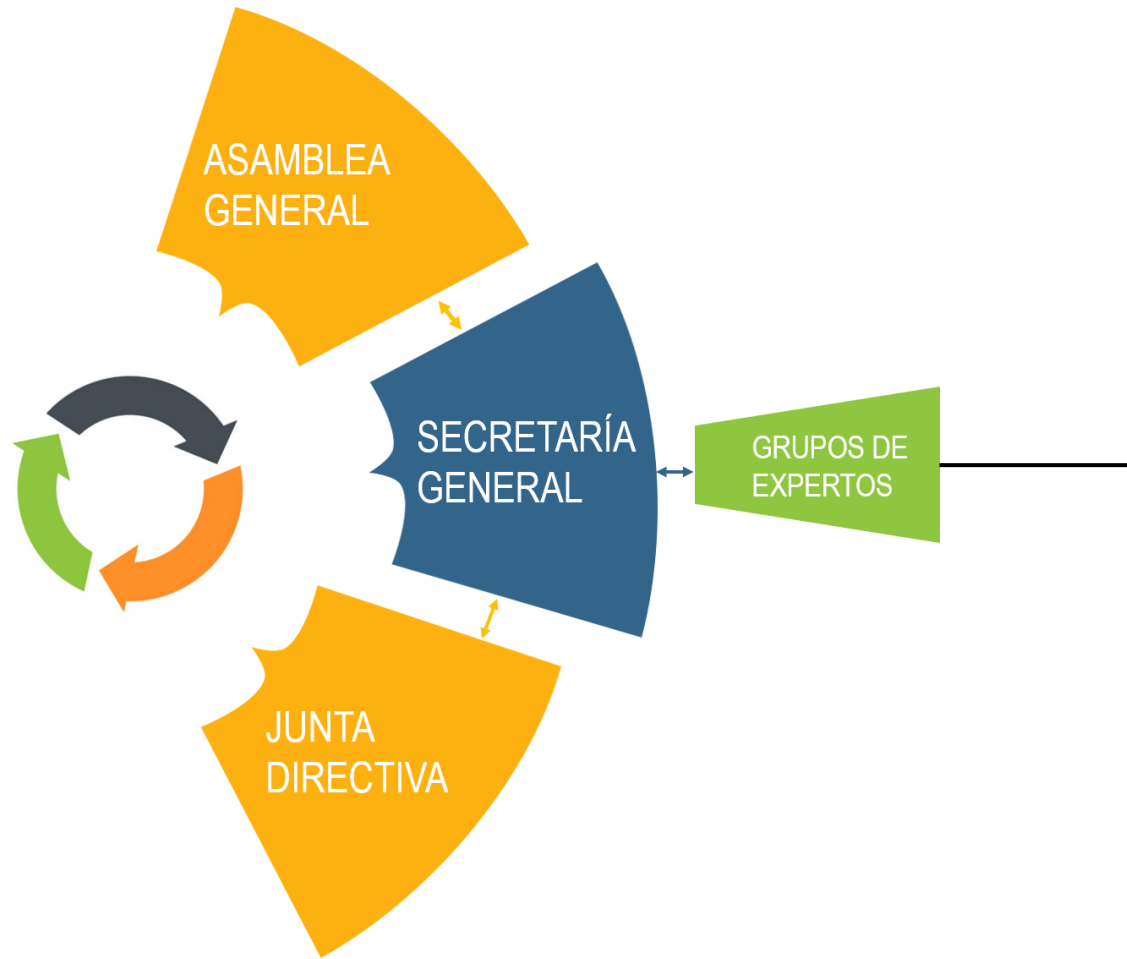 ASAMBLEA
GENERAL
SECRETARÍA
GENERAL
GRUPOS DE
EXPERTOS
JUNTA
DIRECTIVA